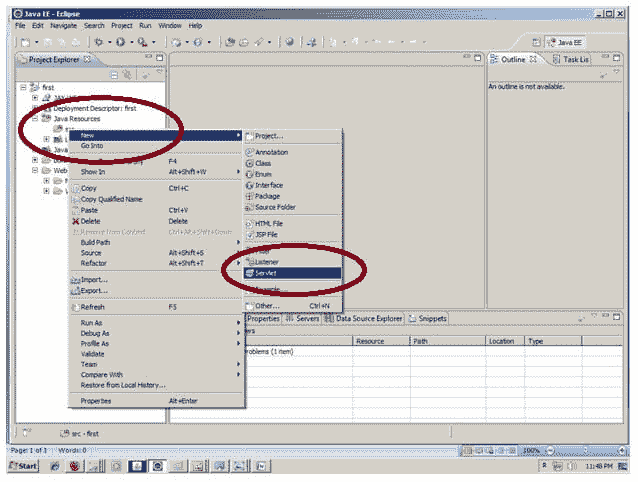 Java EE - Eclipse
File Edit Navigate Search Project Run Window Help
Java EE
Project Explorer
Outline
Task Lis
An outline is not available.
first
Deployment Descriptor: first
Java Resources
New
Go Into
F4
Show In Alt+Shift+W
Copy Ctrl+C
Copy Qualified Name
Paste Ctrl+V
Delete Delete
Remove from Context Ctrl+Alt+Shift+Down
Build Path
Source Alt+Shift+S
Refactor Alt+Shift+T
Import...
Export...
Refresh F5
Run As
Debug As
Profile As
Validate
Team
Compare With
Restore from Local History...
Properties Alt+Enter
Project...
Annotation
Class
Enum
Interface
Package
Source Folder
HTML File
JSP File
Filter
Listener
Servlet
Example...
Other... Ctrl+N
Properties Servers Data Source Explorer Snippets
Resource Path Location Type
(1 item)
src - first
Page: 1 of 1 Words: 0 100%
Start 11:48 PM